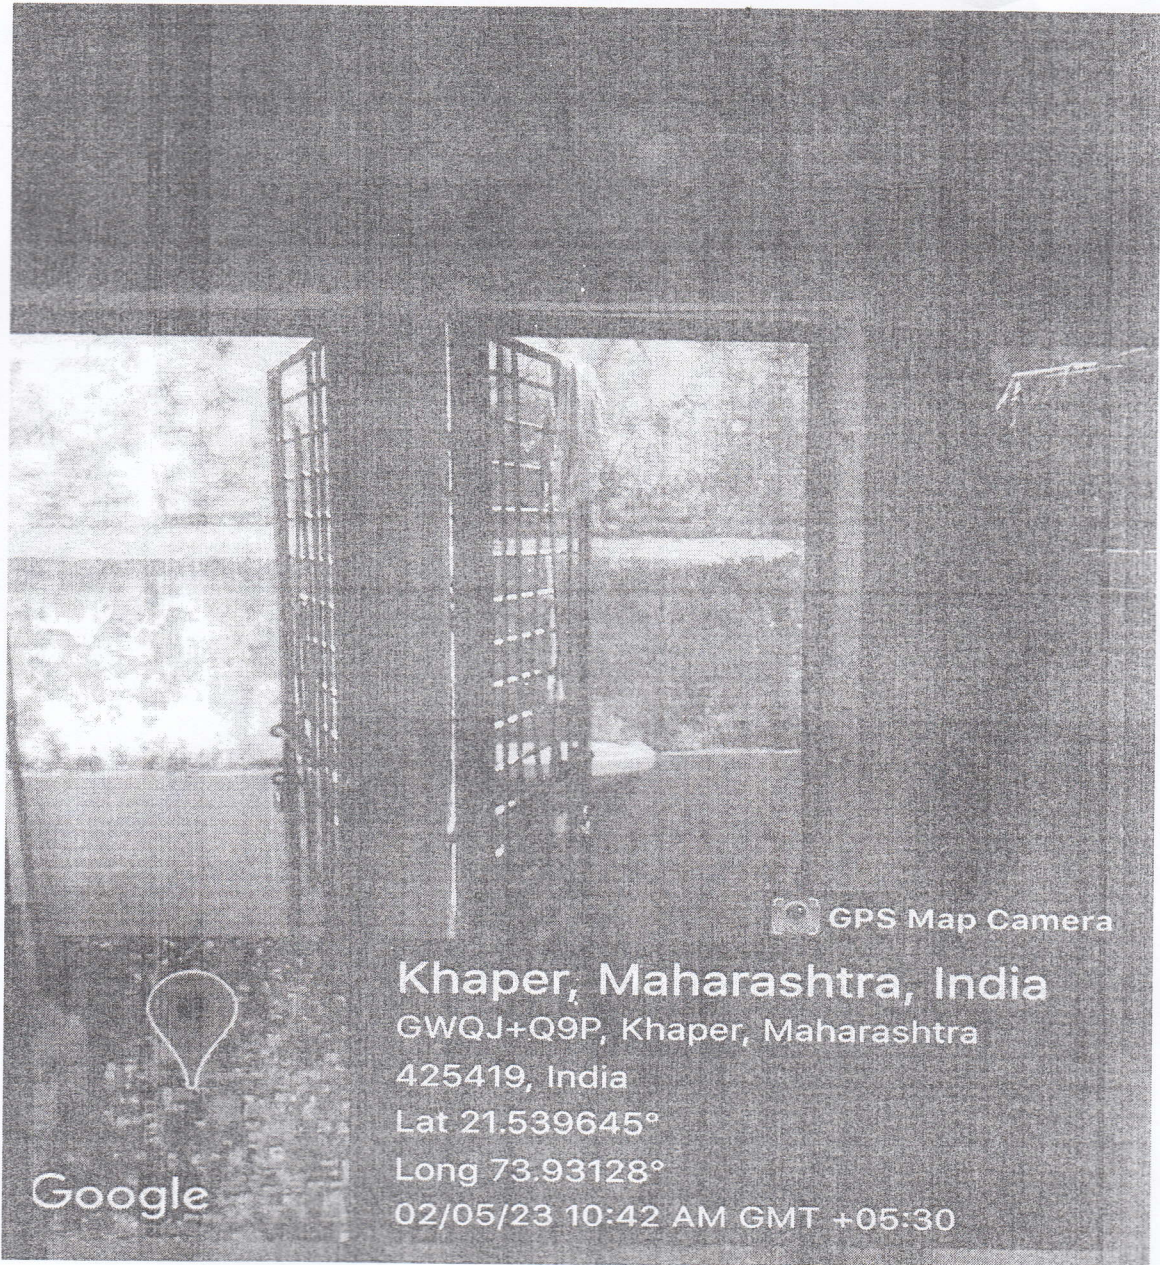 GPS Map Camera
Khaper, Maharashtra, India
GWQJ+Q9P, Khaper, Maharashtra
425419, India
Lat 21.539645°
Long 73.93128°
02/05/23 10:42 AM GMT +05:30
Google